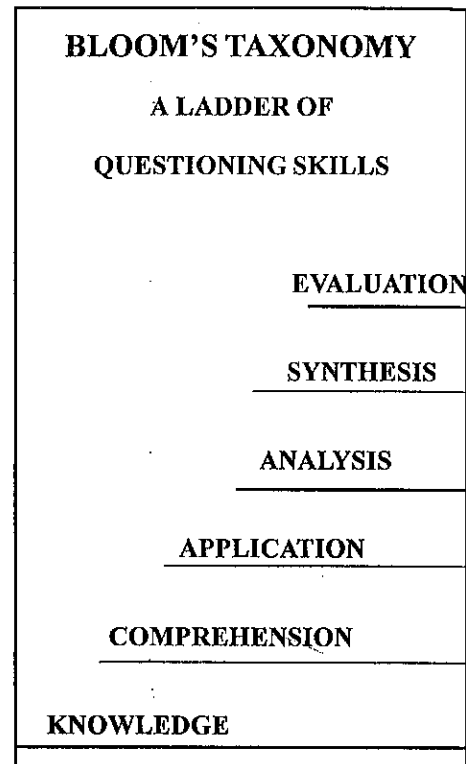 BLOOM'S TAXONOMY
A LADDER OF
QUESTIONING SKILLS
EVALUATION
SYNTHESIS
ANALYSIS
APPLICATION
COMPREHENSION
KNOWLEDGE